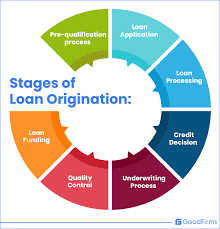 Stages of
Loan Origination:
Pre-qualification
process
Loan
Application
Loan
Processing
Credit
Decision
Underwriting
Process
Quality
Control
Loan
Funding
GoodFirms